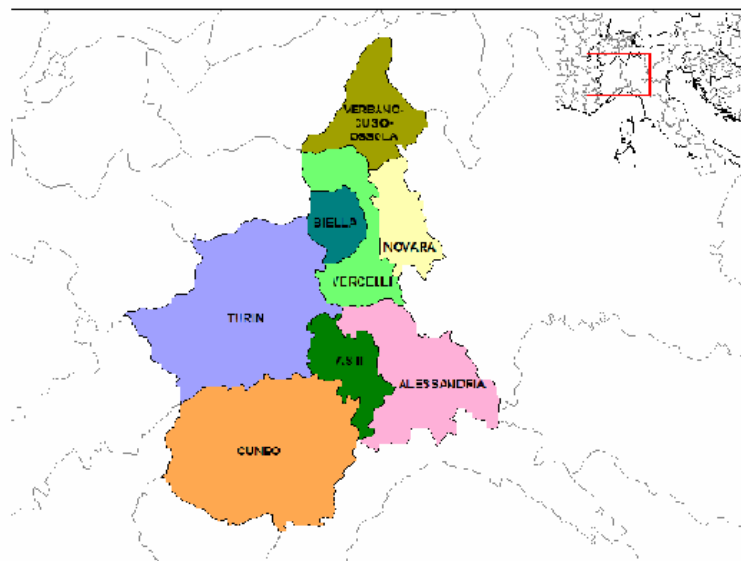 VERBANO-
CUSIO-
OSSOLA
BIELLA
NOVARA
VERCELLI
TURIN
ASTI
ALESSANDRIA
CUNEO